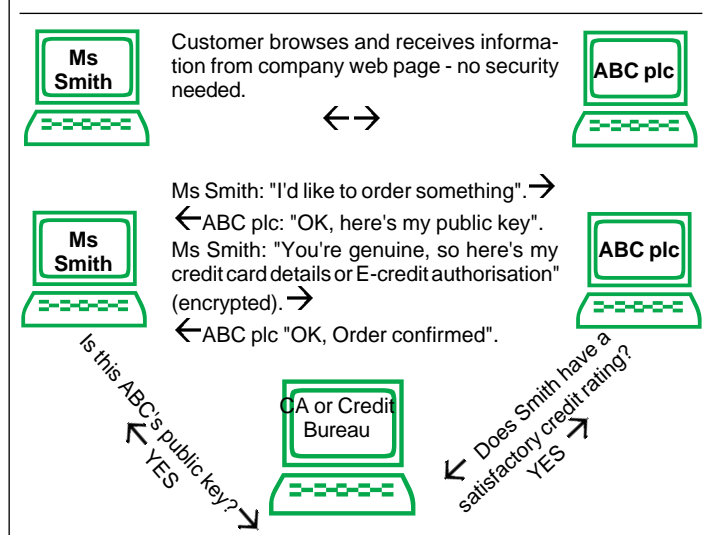 Ms
Smith
Customer browses and receives informa-
tion from company web page - no security
needed.
ABC plc
Ms
Smith
Ms Smith: "I'd like to order something".→
←ABC plc: "OK, here's my public key".
Ms Smith: "You're genuine, so here's my
credit card details or E-credit authorisation"
(encrypted).→
←ABC plc "OK, Order confirmed".
ABC plc
Is this ABC's public key?
YES
CA or Credit
Bureau
Does Smith have a
satisfactory credit rating?
YES